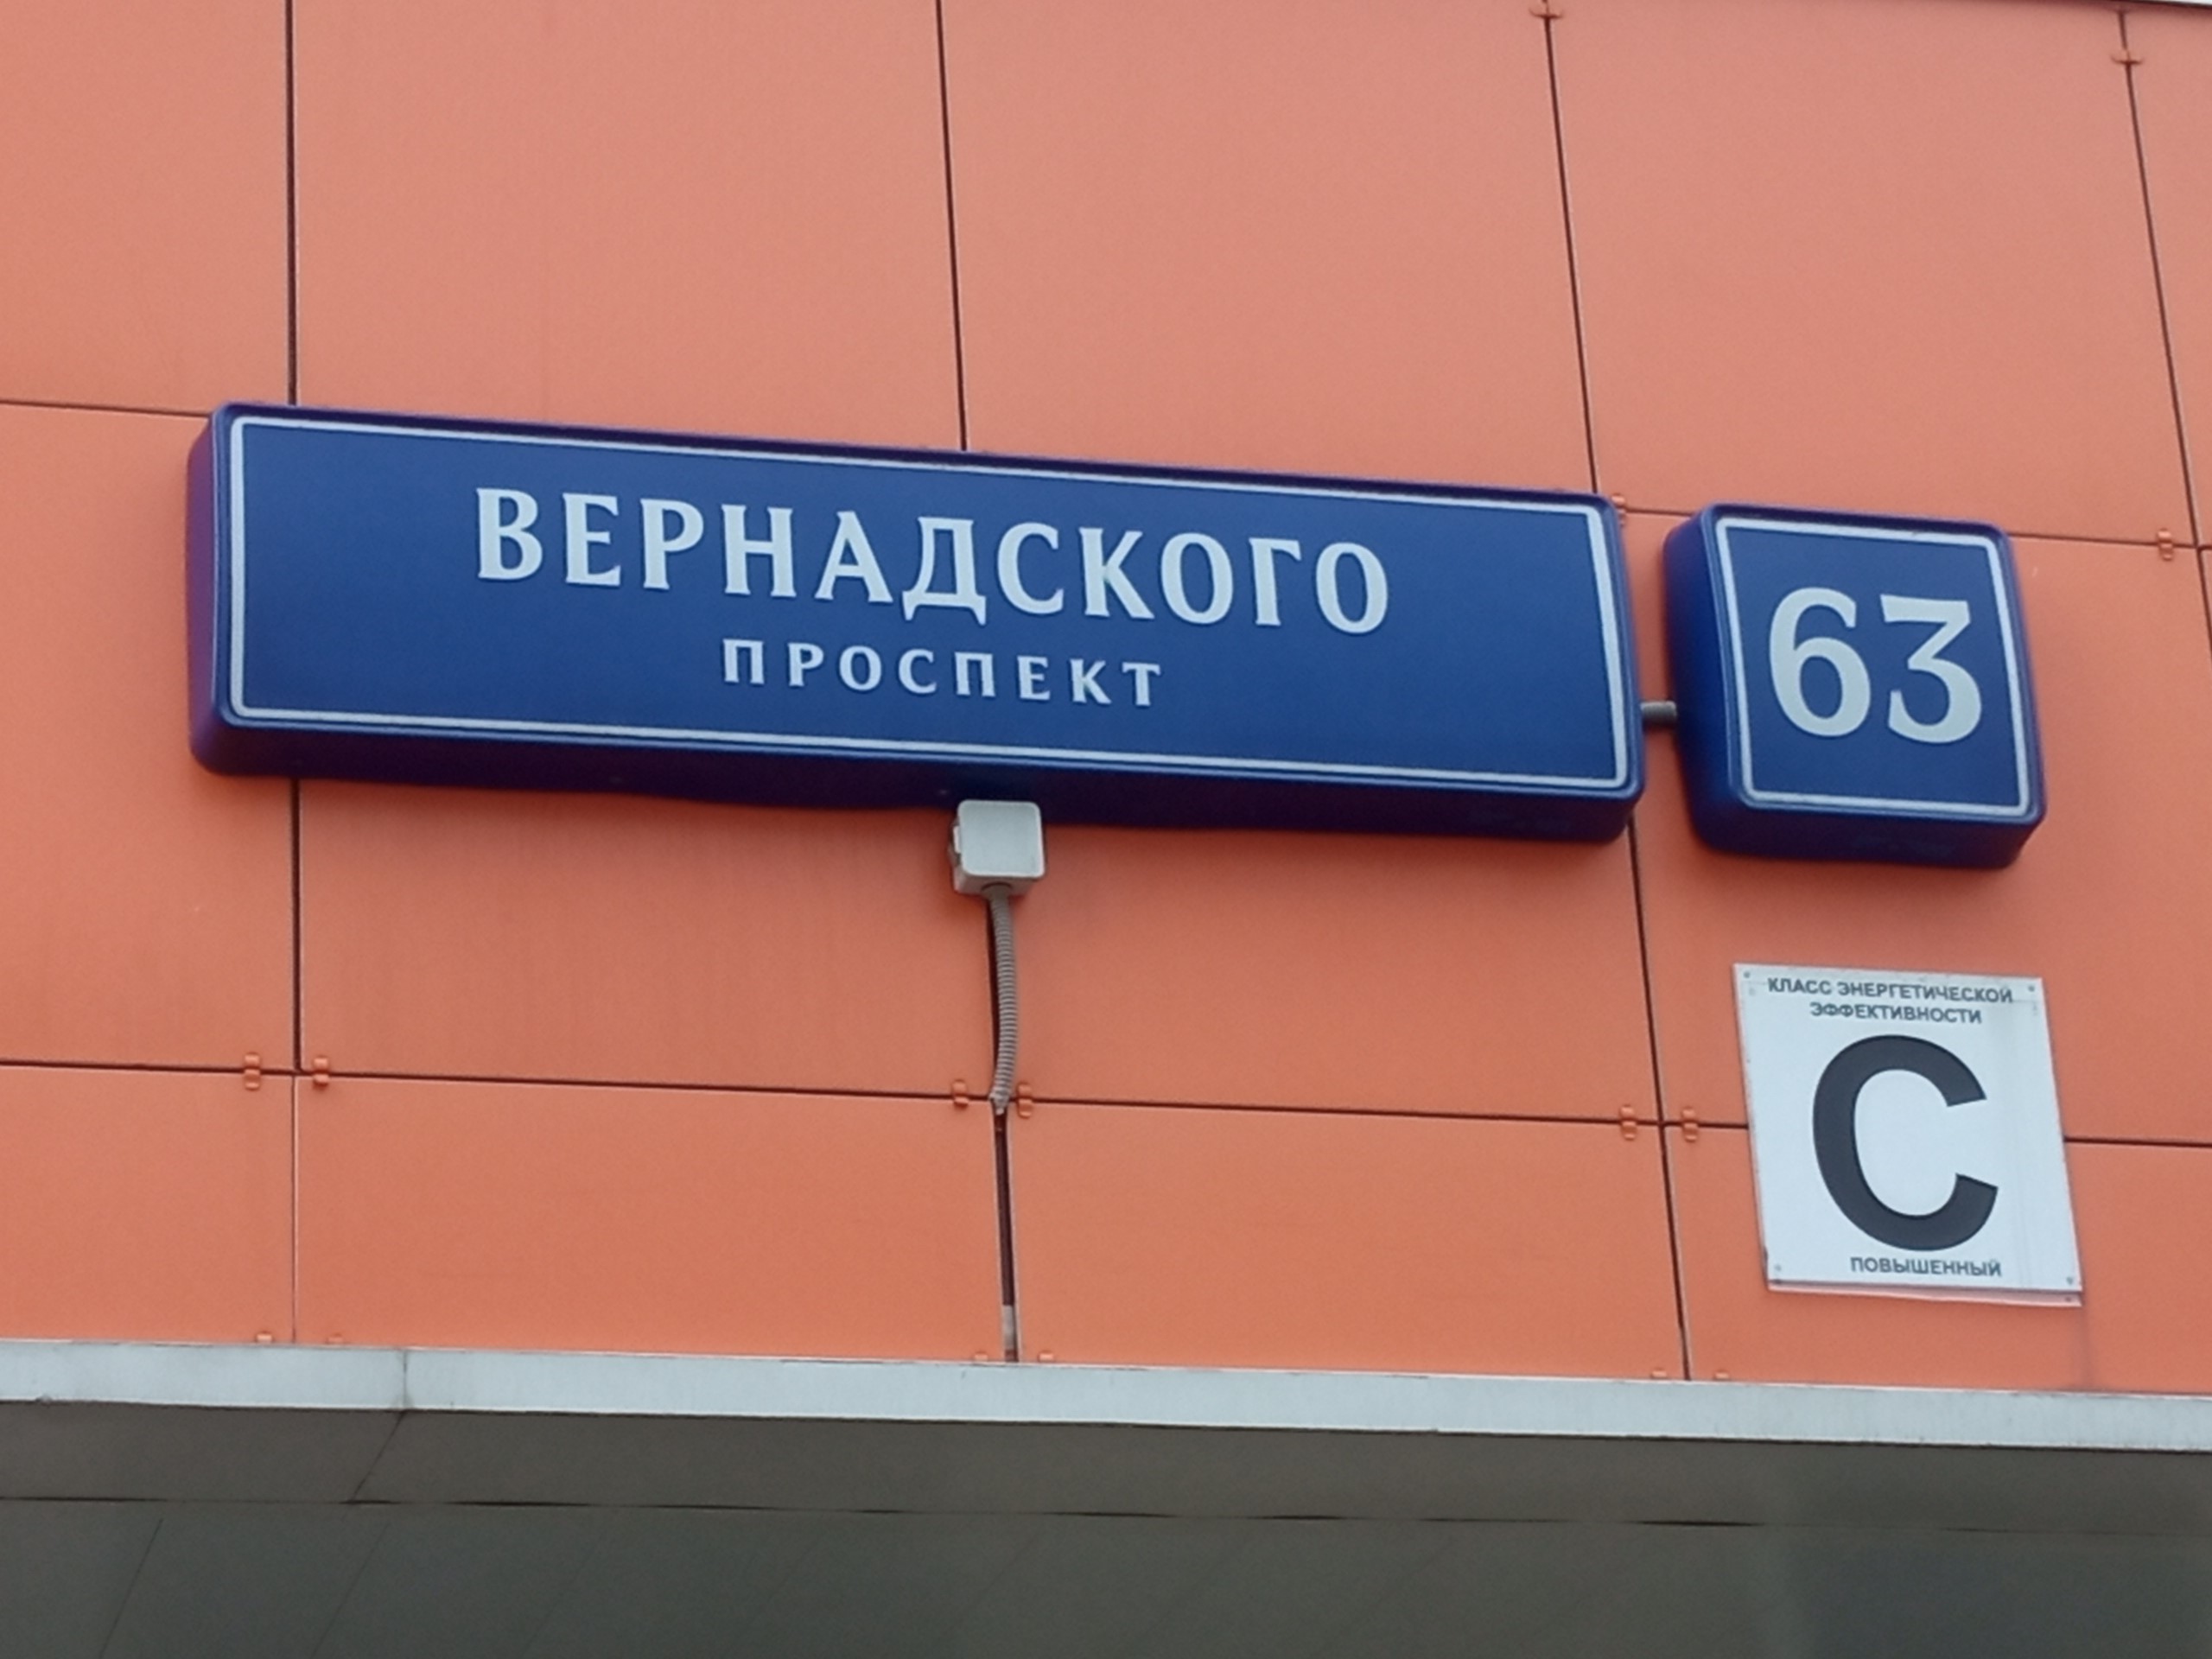 ВЕРНАДСКОГО
ПРОСПЕКТ
63
КЛАСС ЭНЕРГЕТИЧЕСКОЙ
ЭФФЕКТИВНОСТИ
С
ПОВЫШЕННЫЙ